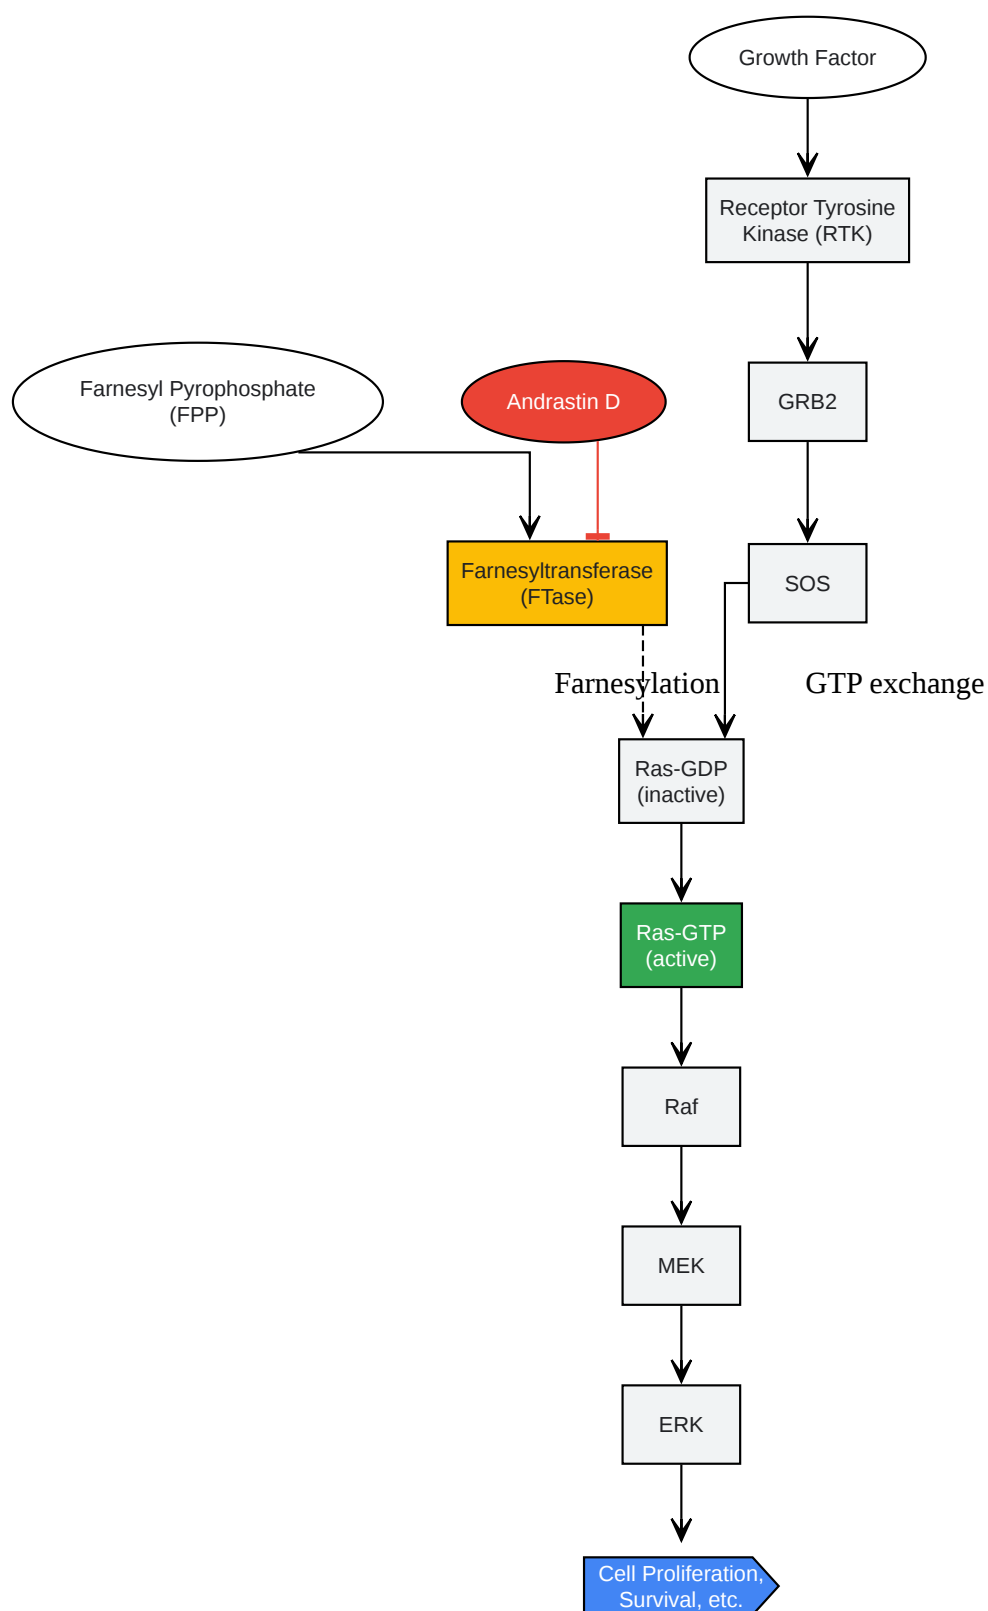 Growth Factor
Receptor Tyrosine
Kinase (RTK)
Farnesyl Pyrophosphate
(FPP)
Andrastin D
GRB2
Farnesyltransferase
(FTase)
SOS
Farnesylation
GTP exchange
Ras-GDP
(inactive)
Ras-GTP
(active)
Raf
MEK
ERK
Cell Proliferation,
Survival, etc.